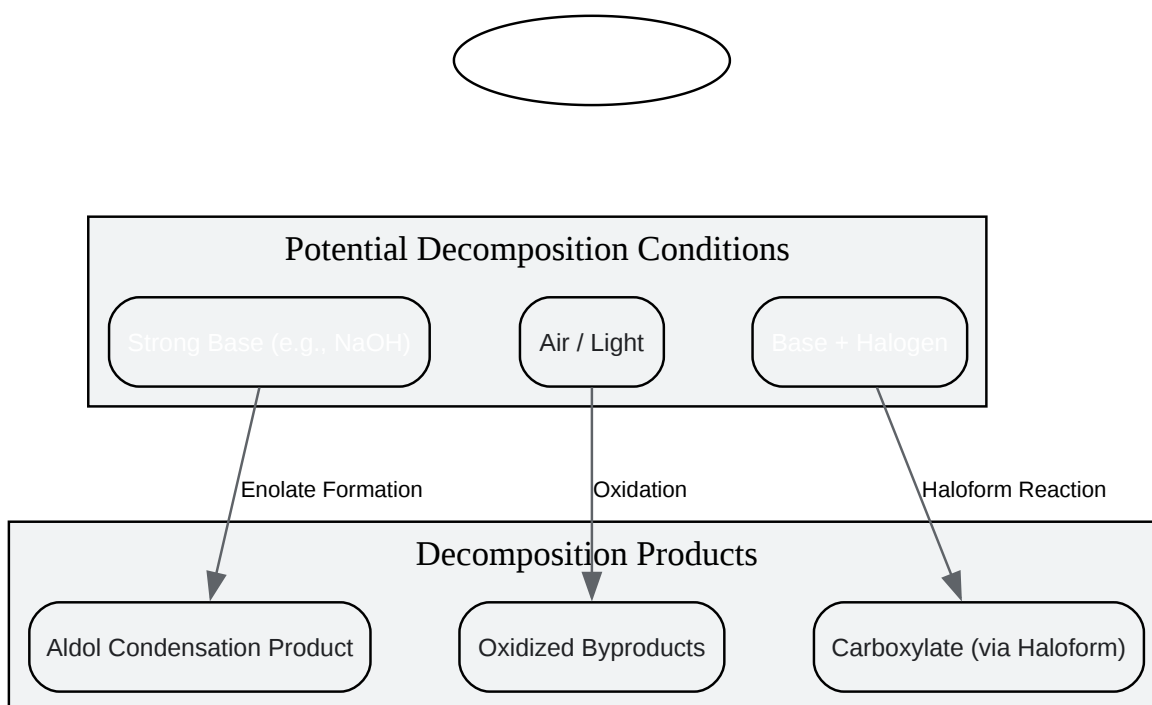 Potential Decomposition Conditions
Strong Base (e.g., NaOH)
Air / Light
Base + Halogen
Enolate Formation
Oxidation
Haloform Reaction
Decomposition Products
Aldol Condensation Product
Oxidized Byproducts
Carboxylate (via Haloform)